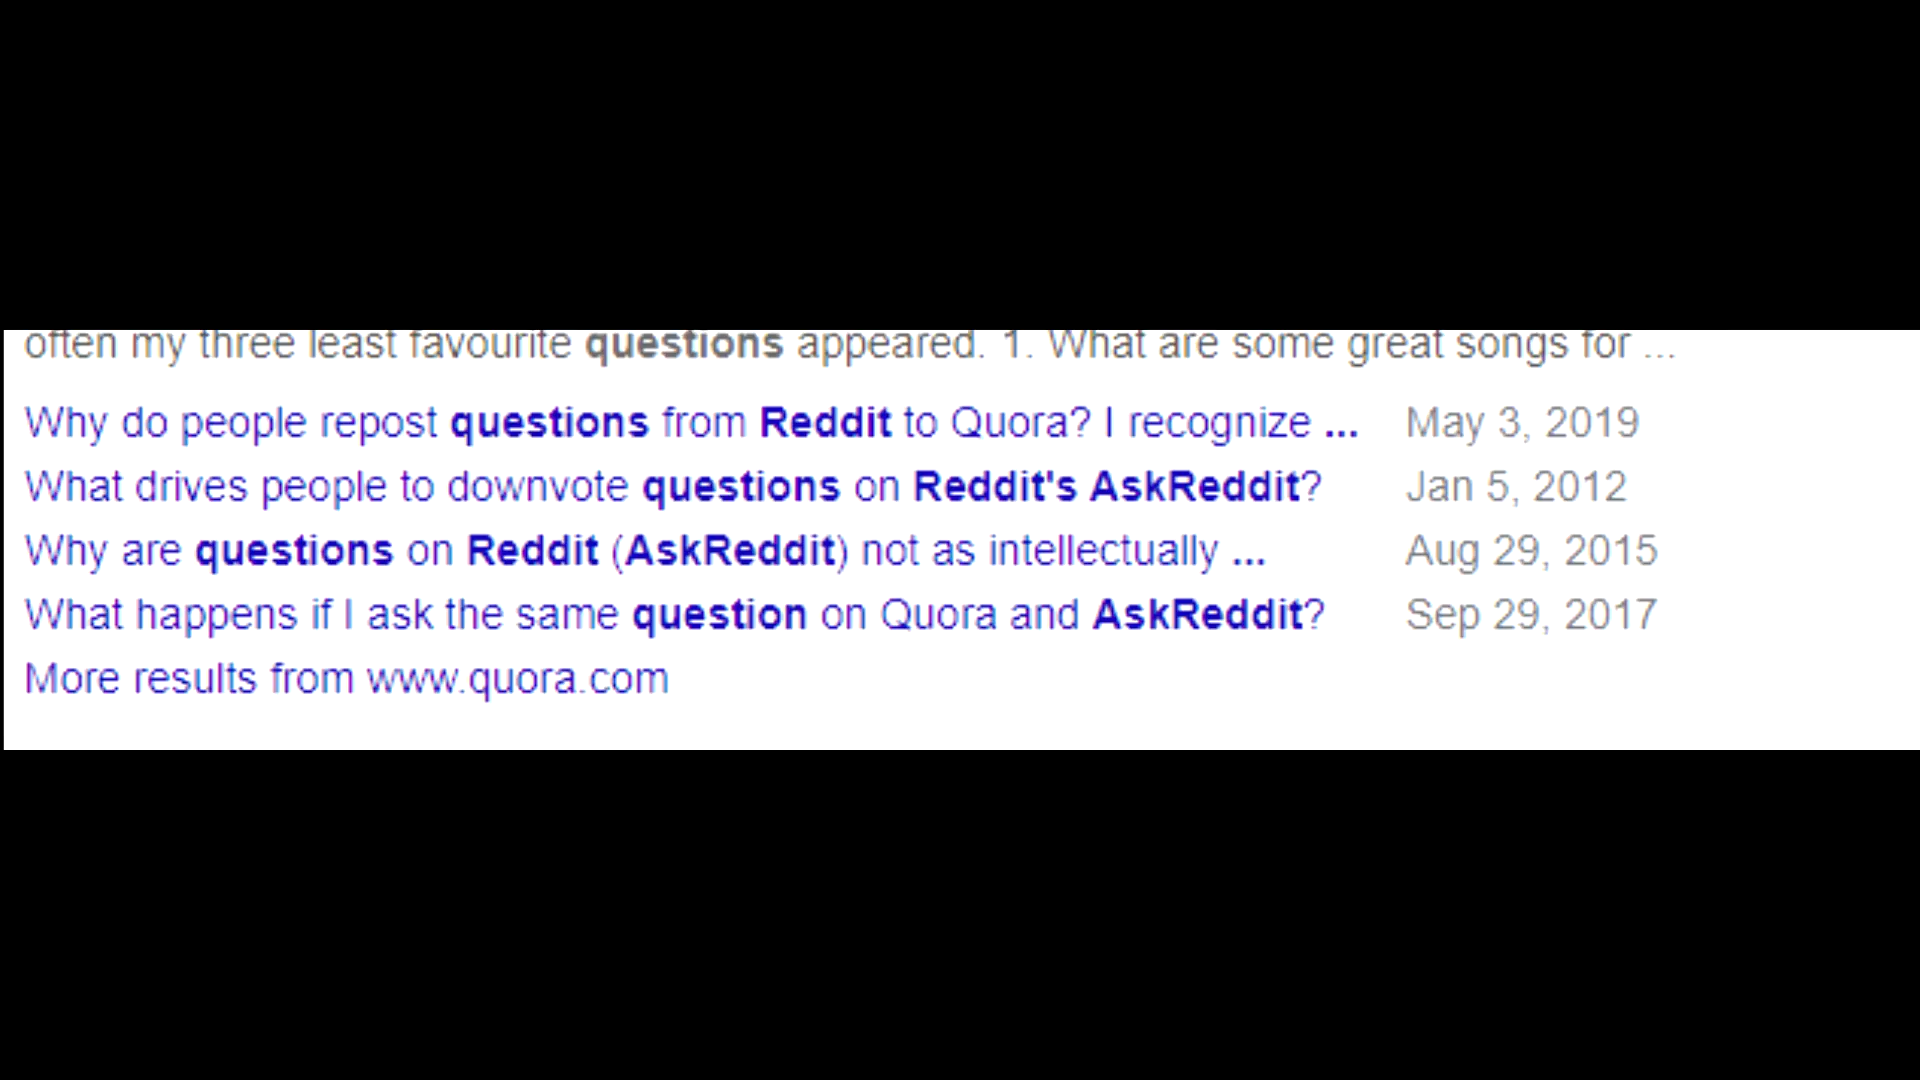 often my three least favourite questions appeared. 1. What are some great songs for ...
Why do people repost questions from Reddit to Quora? I recognize ... May 3, 2019
What drives people to downvote questions on Reddit's AskReddit? Jan 5, 2012
Why are questions on Reddit (AskReddit) not as intellectually ... Aug 29, 2015
What happens if I ask the same question on Quora and AskReddit? Sep 29, 2017
More results from www.quora.com